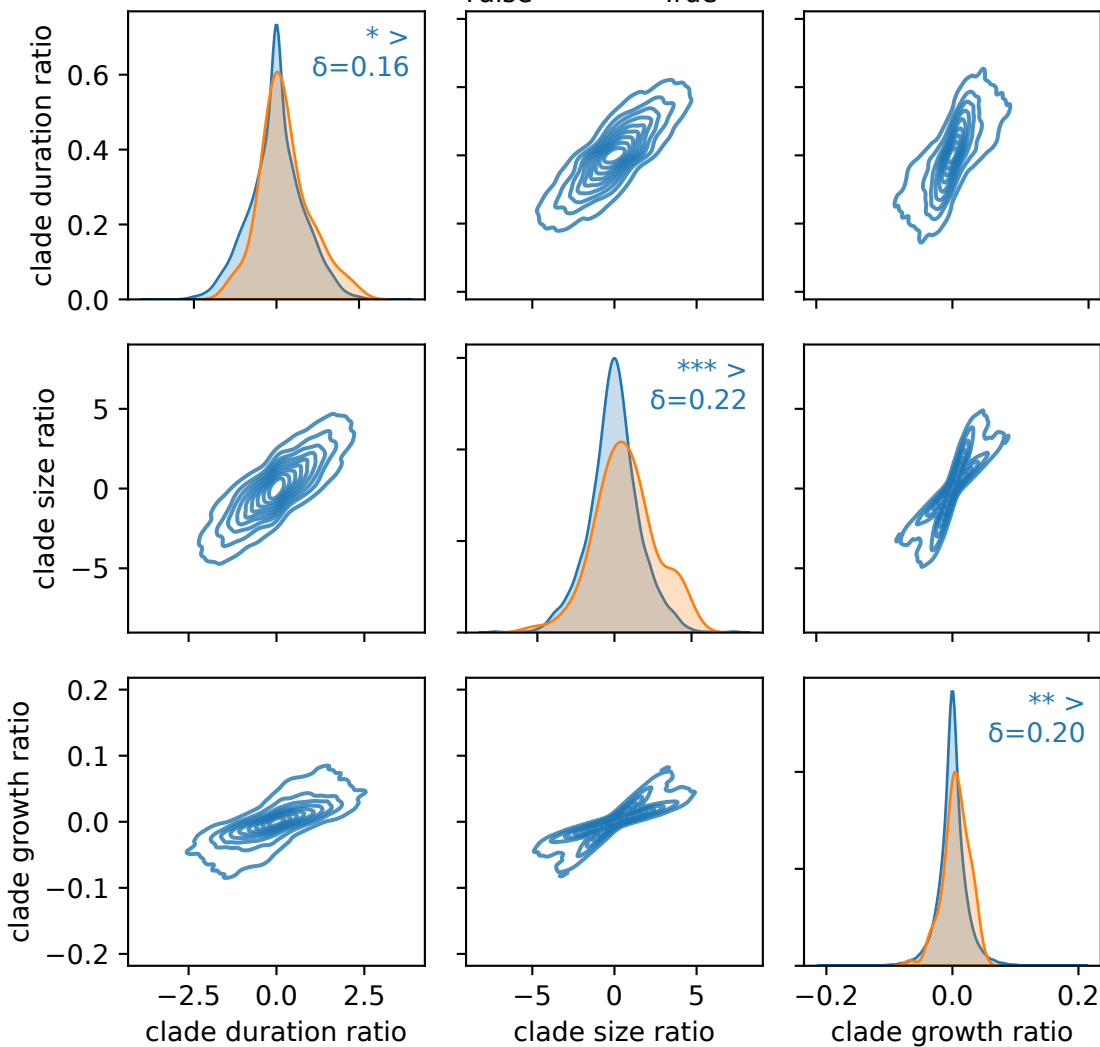 False True
clade duration ratio
0.6
0.4
0.2
0.0
* >
δ=0.16
clade size ratio
5
0
−5
*** >
δ=0.22
clade growth ratio
0.2
0.1
0.0
−0.1
−0.2
** >
δ=0.20
−2.5 0.0 2.5
−5 0 5
−0.2 0.0 0.2
clade duration ratio
clade size ratio
clade growth ratio